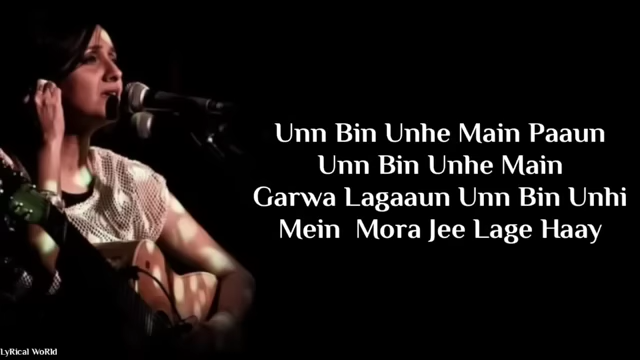 Unn Bin Unhe Main Paaun
Unn Bin Unhe Main
Garwa Lagaaun Unn Bin Unhi
Mein  Mora Jee Lage Haay
LyRical WoRld